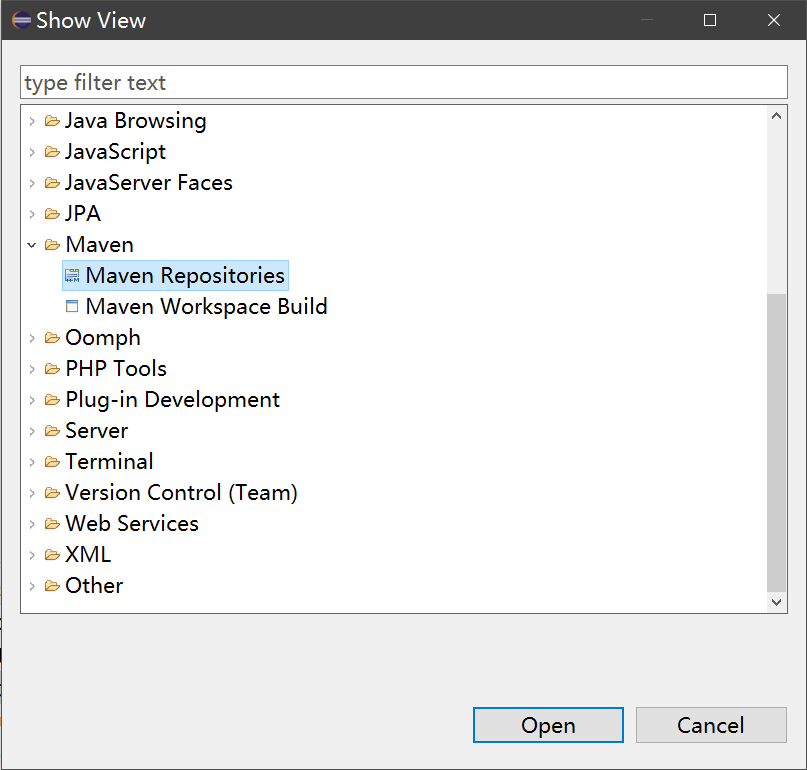 Show View
type filter text
Java Browsing
JavaScript
JavaServer Faces
JPA
Maven
Maven Repositories
Maven Workspace Build
Oomph
PHP Tools
Plug-in Development
Server
Terminal
Version Control (Team)
Web Services
XML
Other
Open Cancel